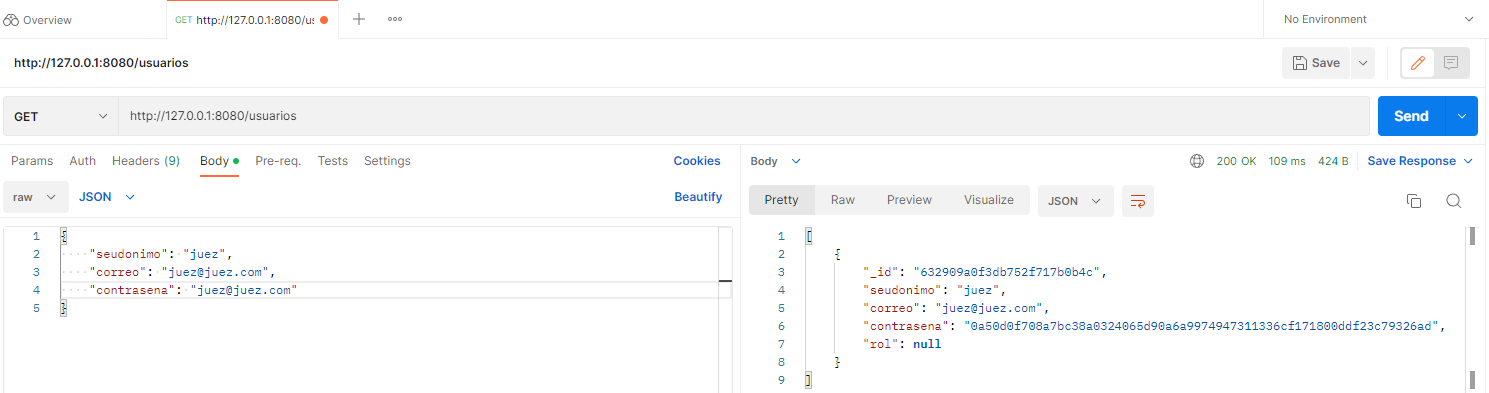 Overview
GET http://127.0.0.1:8080/us
No Environment
http://127.0.0.1:8080/usuarios
Save
GET
http://127.0.0.1:8080/usuarios
Send
Params Auth Headers (9) Body Pre-req. Tests Settings Cookies
raw JSON Beautify
1 {
2 "seudonimo": "juez",
3 "correo": "juez@juez.com",
4 "contrasena": "juez@juez.com"
5 }
Body 200 OK 109 ms 424 B Save Response
Pretty Raw Preview Visualize JSON
1 [
2 {
3 "_id": "632909a0f3db752f717b0b4c",
4 "seudonimo": "juez",
5 "correo": "juez@juez.com",
6 "contrasena": "0a50d0f708a7bc38a0324065d90a6a9974947311336cf171800ddf23c79326ad",
7 "rol": null
8 }
9 ]